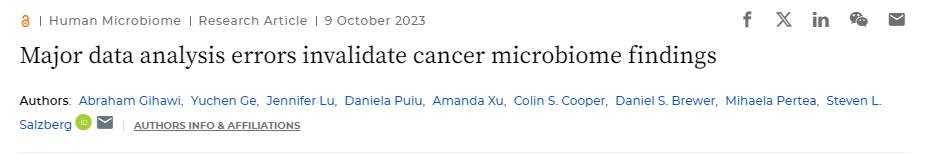 | Human Microbiome | Research Article | 9 October 2023
Major data analysis errors invalidate cancer microbiome findings
Authors: Abraham Gihawi, Yuchen Ge, Jennifer Lu, Daniela Puiu, Amanda Xu, Colin S. Cooper, Daniel S. Brewer, Mihaela Pertea, Steven L.
Salzberg | AUTHORS INFO & AFFILIATIONS